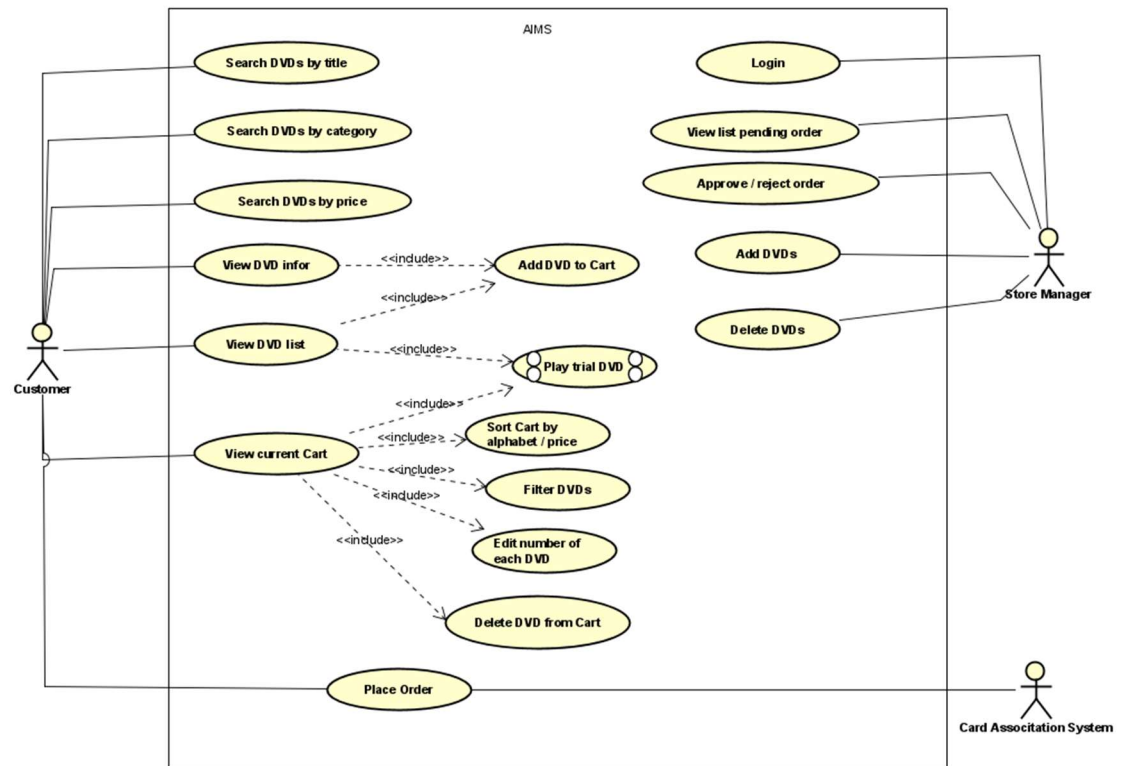 AIMS
Search DVDs by title
Login
Search DVDs by category
View list pending order
Approve / reject order
Search DVDs by price
View DVD infor
<<include>>
Add DVD to Cart
Add DVDs
<<include>>
Store Manager
View DVD list
<<include>>
Delete DVDs
Play trial DVD
Customer
<<include>>
Sort Cart by
alphabet / price
<<include>>
View current Cart
<<include>>
Filter DVDs
<<include>>
Edit number of
each DVD
<<include>>
Delete DVD from Cart
Place Order
Card Associtation System